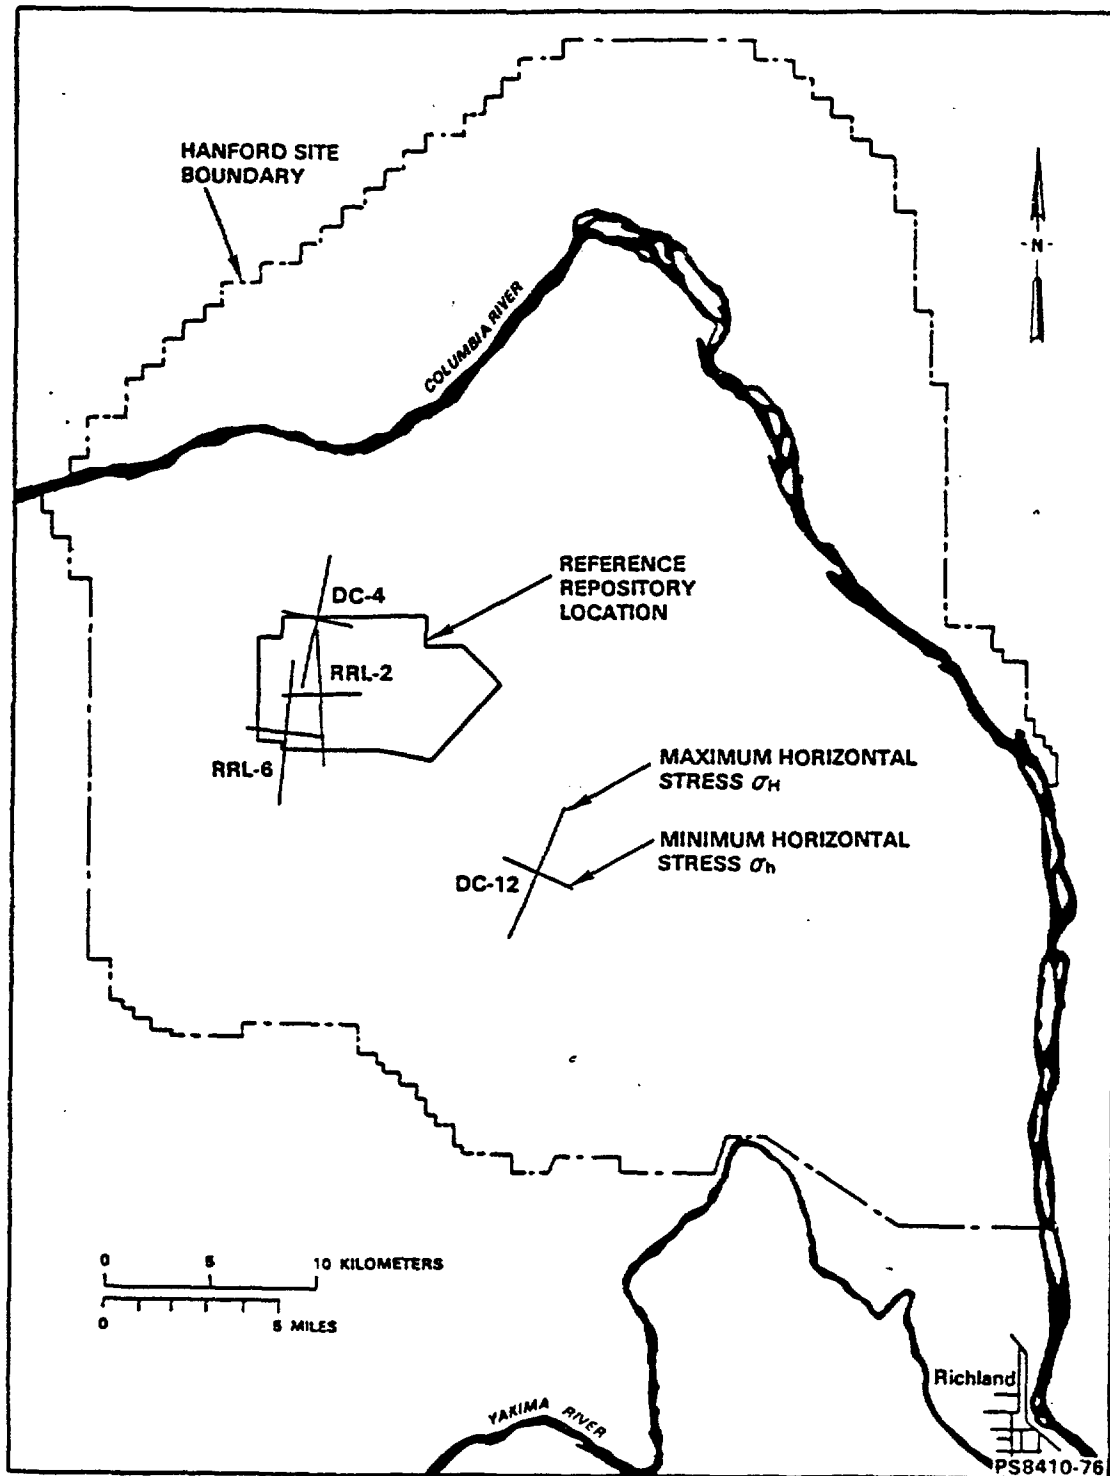 HANFORD SITE
BOUNDARY
-N-
COLUMBIA RIVER
REFERENCE
REPOSITORY
LOCATION
DC-4
RRL-2
RRL-6
MAXIMUM HORIZONTAL
STRESS σH
MINIMUM HORIZONTAL
STRESS σh
DC-12
0 5 10 KILOMETERS
0 5 MILES
Richland
YAKIMA RIVER
PS8410-76